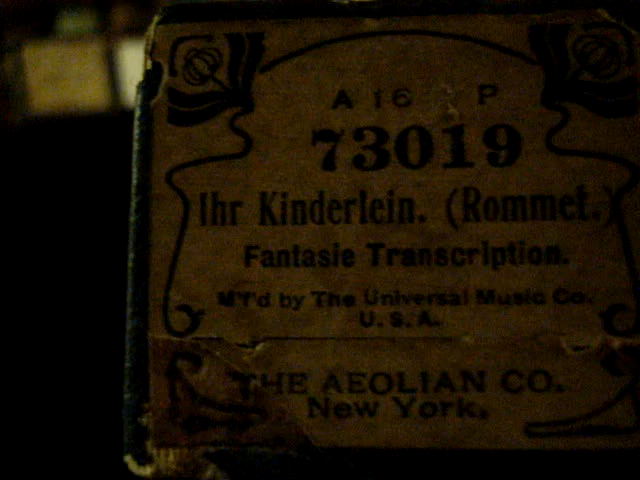 A 16 P
73019
Ihr Kinderlein. (Rommel.)
Fantasie Transcription.
M'f'd by The Universal Music Co.
U. S. A.
THE AEOLIAN CO.
New York.